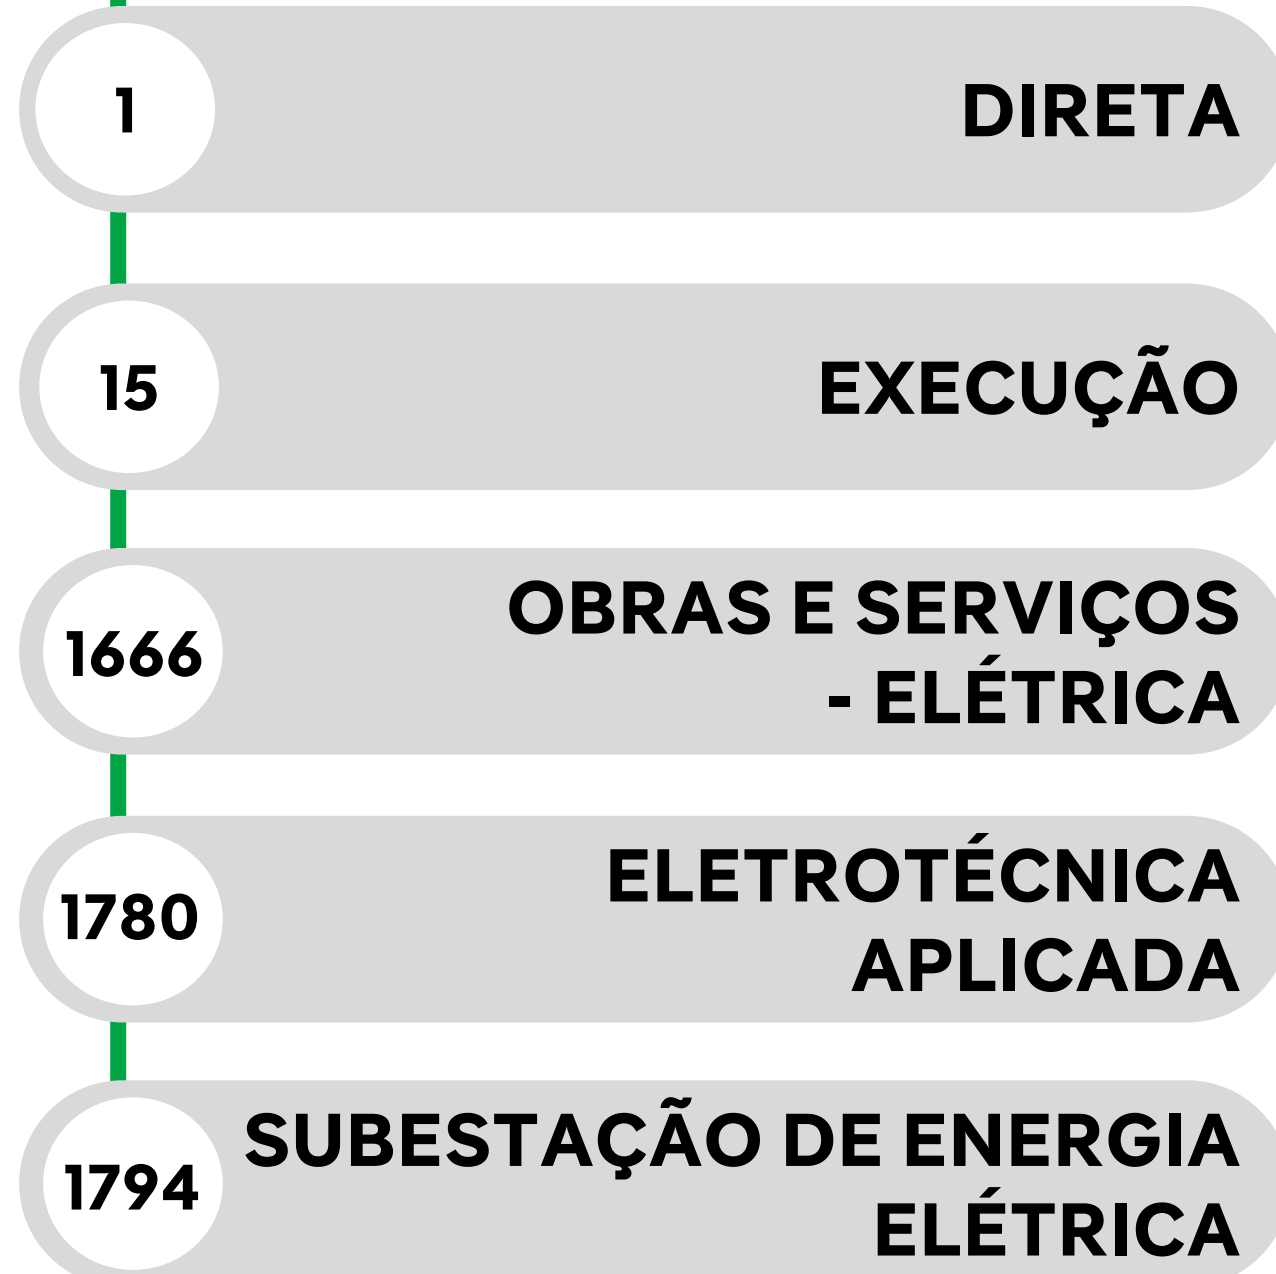 1
DIRETA
15
EXECUÇÃO
1666
OBRAS E SERVIÇOS
- ELÉTRICA
1780
ELETROTÉCNICA
APLICADA
1794
SUBESTAÇÃO DE ENERGIA
ELÉTRICA